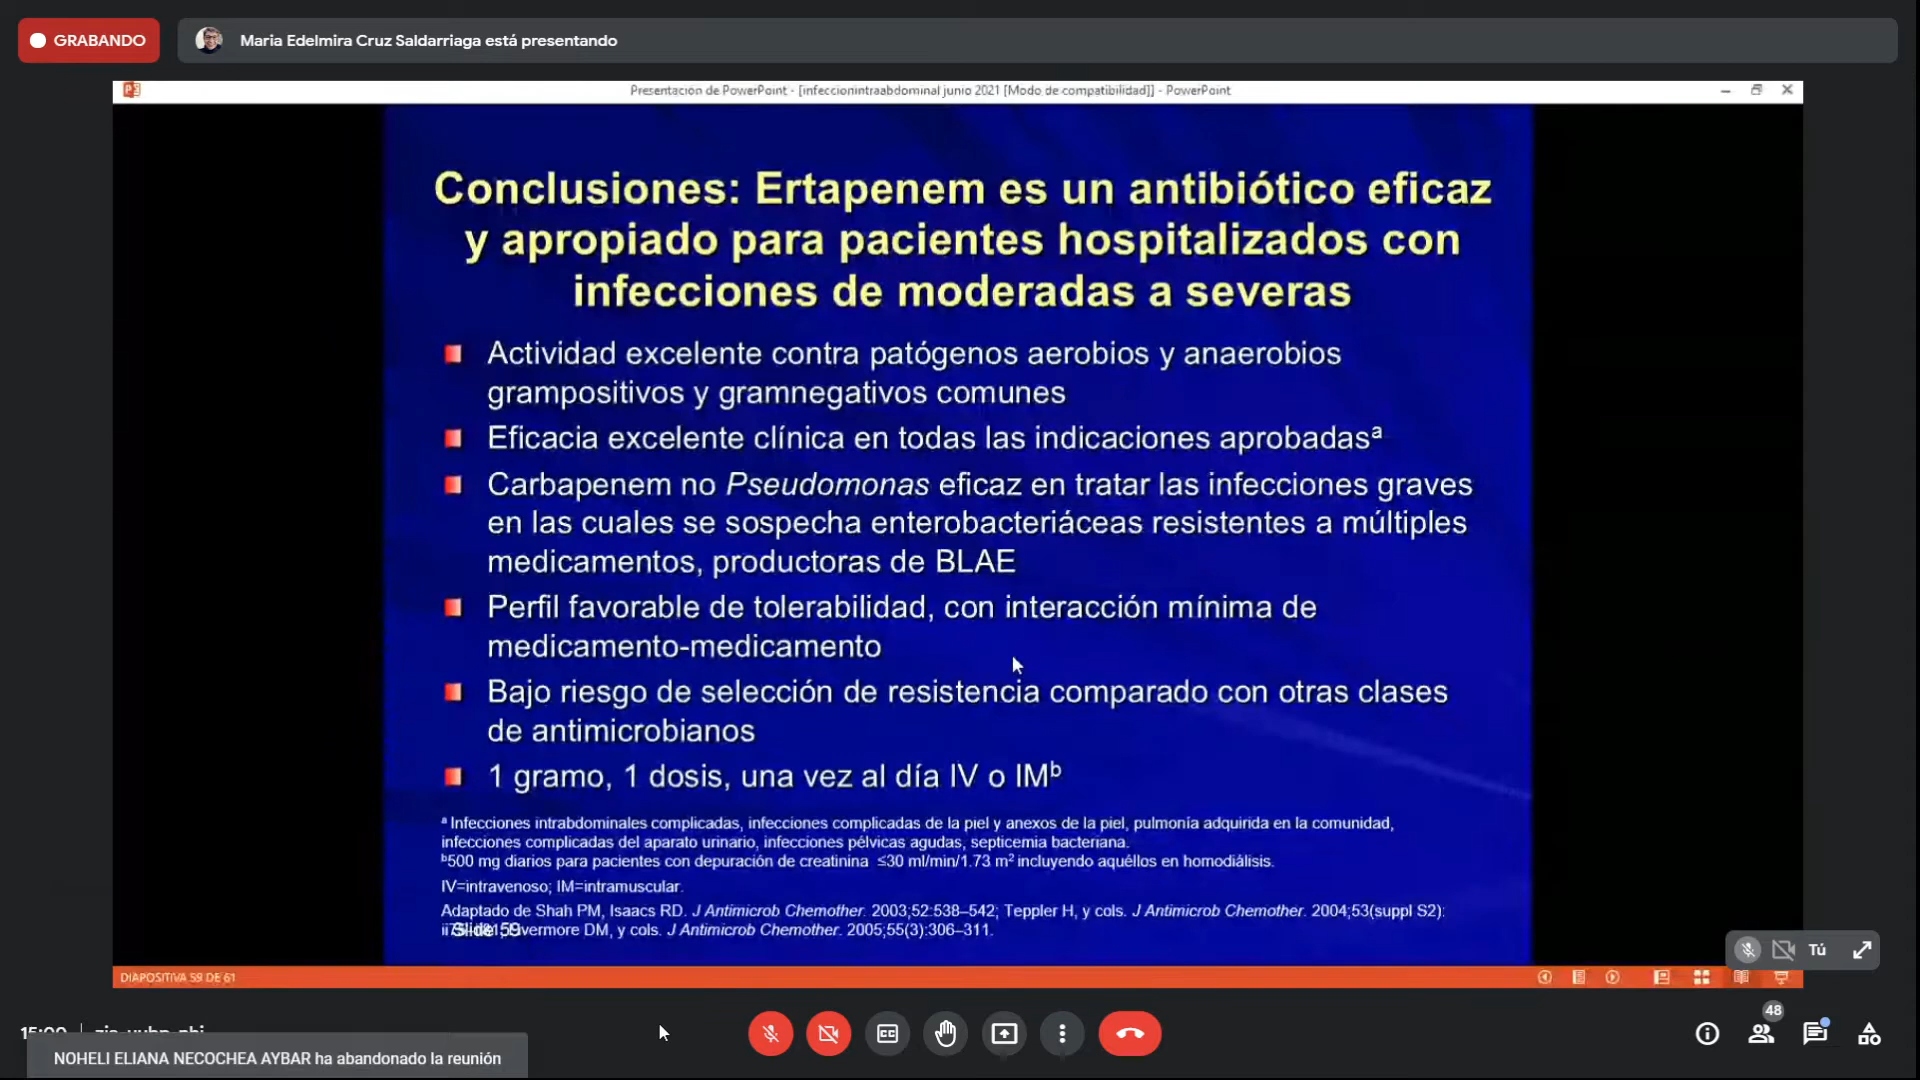 GRABANDO
Maria Edelmira Cruz Saldarriaga está presentando
Presentación de PowerPoint - [infeccionintraabdominal junio 2021 [Modo de compatibilidad]] - PowerPoint
Conclusiones: Ertapenem es un antibiótico eficaz
y apropiado para pacientes hospitalizados con
infecciones de moderadas a severas
Actividad excelente contra patógenos aerobios y anaerobios
grampositivos y gramnegativos comunes
Eficacia excelente clínica en todas las indicaciones aprobadasª
Carbapenem no Pseudomonas eficaz en tratar las infecciones graves
en las cuales se sospecha enterobacteriáceas resistentes a múltiples
medicamentos, productoras de BLAE
Perfil favorable de tolerabilidad, con interacción mínima de
medicamento-medicamento
Bajo riesgo de selección de resistencia comparado con otras clases
de antimicrobianos
1 gramo, 1 dosis, una vez al día IV o IMᵇ
ª Infecciones intrabdominales complicadas, infecciones complicadas de la piel y anexos de la piel, pulmonía adquirida en la comunidad,
infecciones complicadas del aparato urinario, infecciones pélvicas agudas, septicemia bacteriana.
ᵇ500 mg diarios para pacientes con depuración de creatinina ≤30 ml/min/1.73 m² incluyendo aquéllos en homodiálisis.
IV=intravenoso; IM=intramuscular.
Adaptado de Shah PM, Isaacs RD. J Antimicrob Chemother. 2003;52:538–542; Teppler H, y cols. J Antimicrob Chemother. 2004;53(suppl S2):
Slide 59 Livermore DM, y cols. J Antimicrob Chemother. 2005;55(3):306–311.
Tú
DIAPOSITIVA 59 DE 61
48
NOHELI ELIANA NECOCHEA AYBAR ha abandonado la reunión